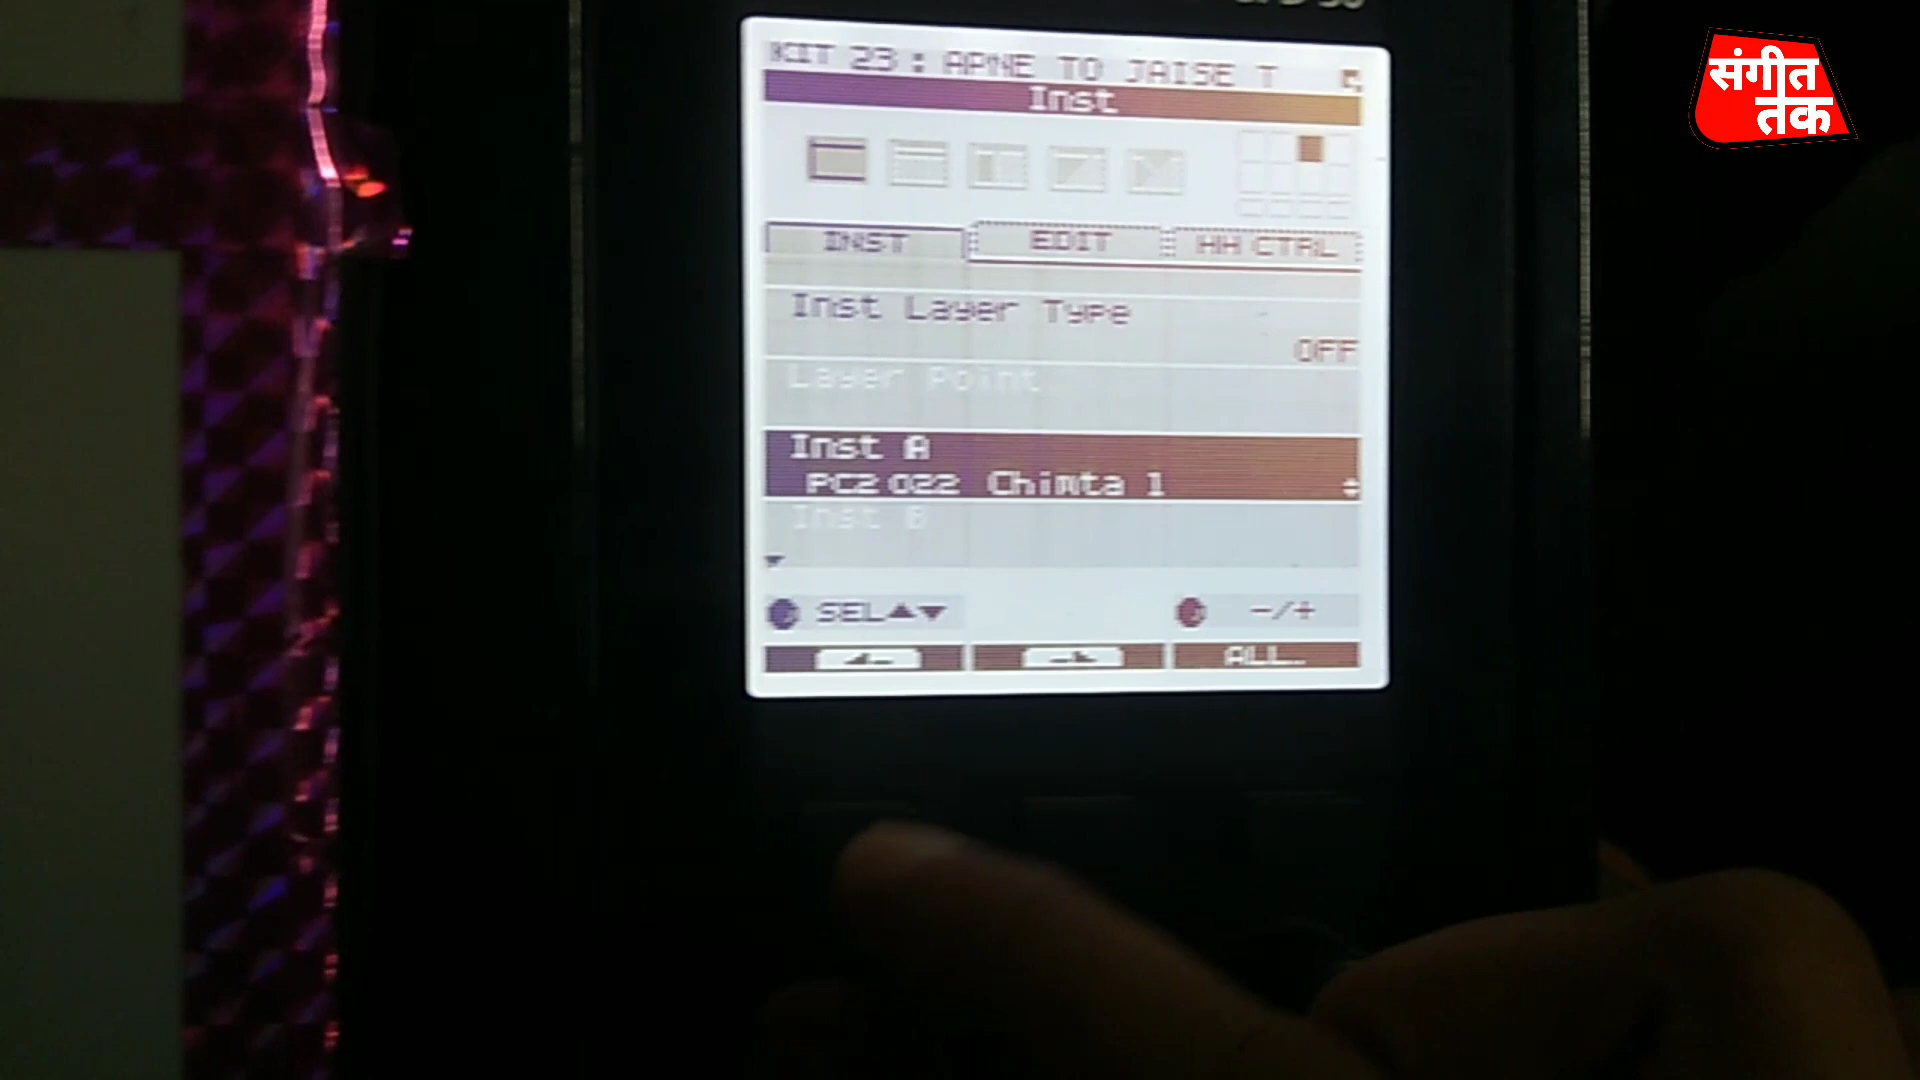 KIT 23 : APNE TO JAISE T
Inst
INST EDIT HH CTRL
Inst Layer Type
OFF
Layer Point
Inst A
PC2 022 Chimta 1
Inst B
SEL▲▼ -/+
ALL..
संगीत
तक